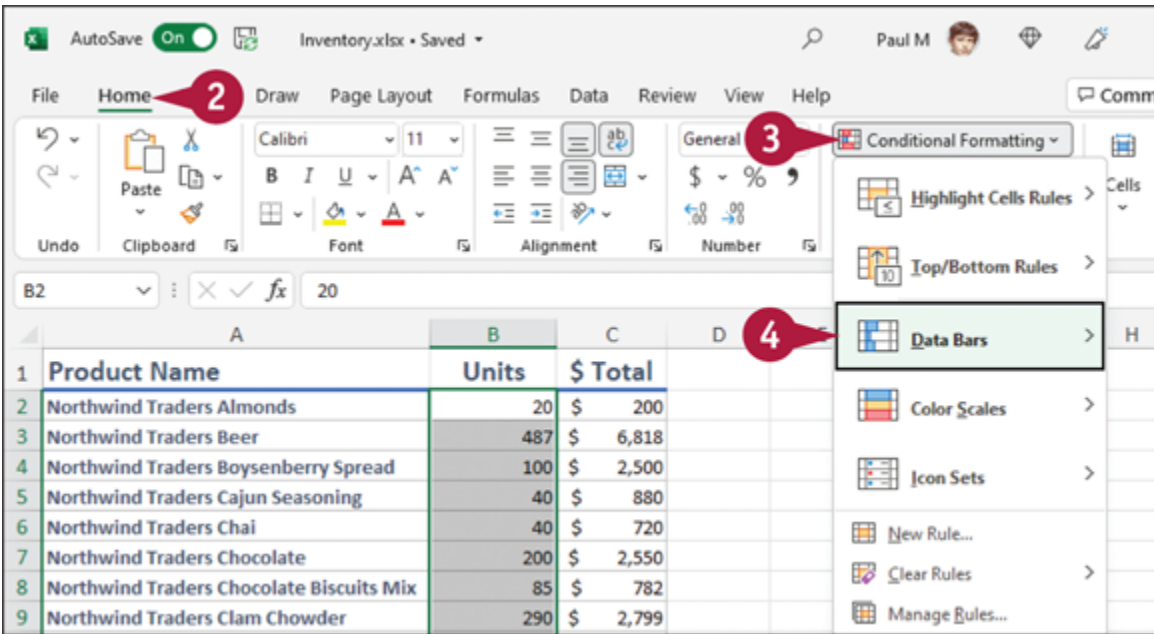 AutoSave On Inventory.xlsx • Saved Paul M
File Home 2 Draw Page Layout Formulas Data Review View Help Comm
Calibri 11 ab General 3 Conditional Formatting
Paste B I U A A $ % 9 Cells
Undo Clipboard Font Alignment Number
Highlight Cells Rules
Top/Bottom Rules
B2 fx 20
4 Data Bars
A B C D E H
1 Product Name Units $ Total
2 Northwind Traders Almonds 20 $ 200
Color Scales
3 Northwind Traders Beer 487 $ 6,818
4 Northwind Traders Boysenberry Spread 100 $ 2,500
Icon Sets
5 Northwind Traders Cajun Seasoning 40 $ 880
6 Northwind Traders Chai 40 $ 720
New Rule...
7 Northwind Traders Chocolate 200 $ 2,550
Clear Rules
8 Northwind Traders Chocolate Biscuits Mix 85 $ 782
Manage Rules...
9 Northwind Traders Clam Chowder 290 $ 2,799